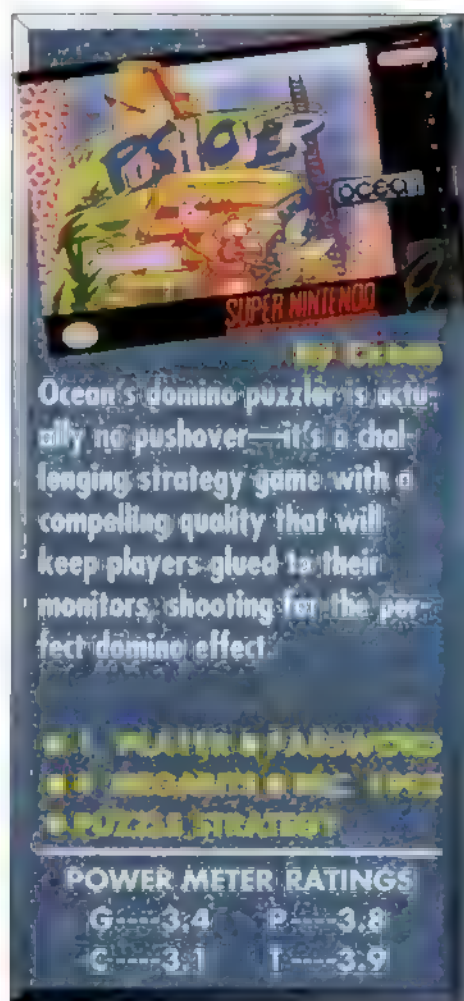 PUSHOVER
ocean
SUPER NINTENDO
Ocean's domino puzzler is actu-
ally no pushover—it's a chal-
lenging strategy game with a
compelling quality that will
keep players glued to their
monitors, shooting for the per-
fect domino effect.
PUZZLE STRATEGY
POWER METER RATINGS
G----3.4 P----3.8
C----3.1 T----3.9